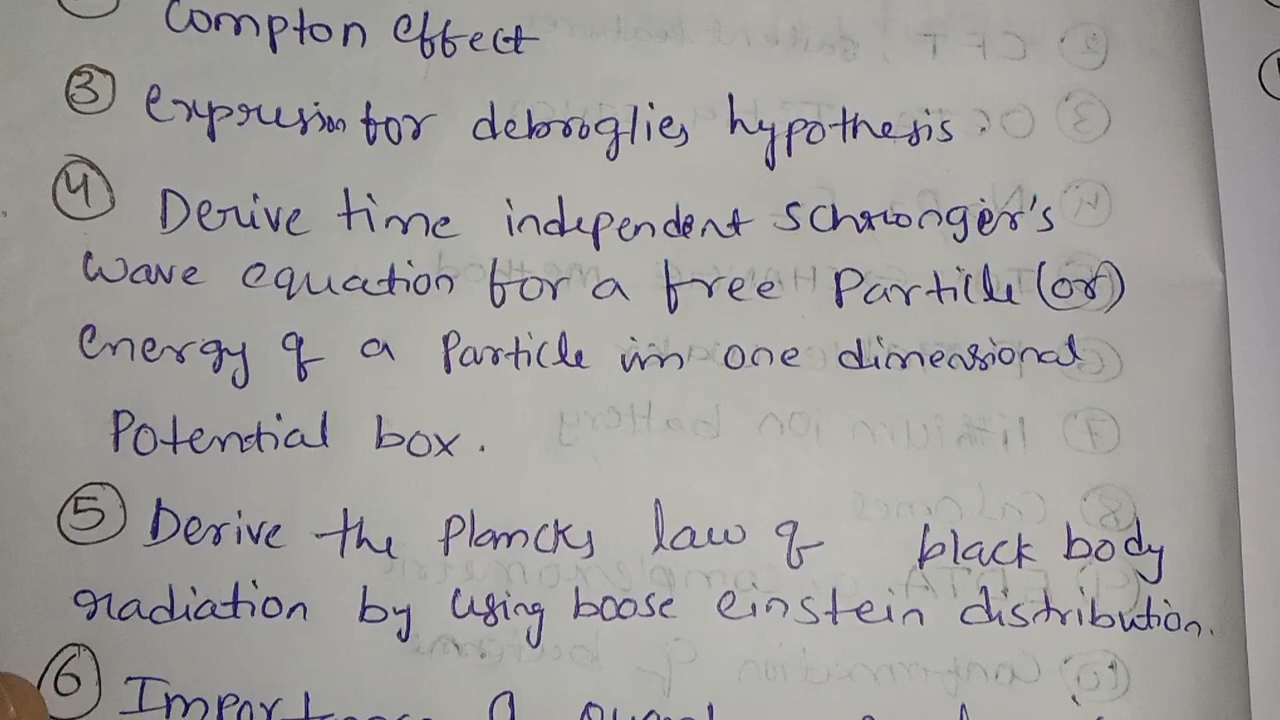 Compton effect
③ expression for debroglies hypothesis.
④ Derive time independent schrongër's
wave equation for a free particle (or)
energy of a particle in one dimensional
Potential box.
⑤ Derive the plancks law of black body
radiation by using boose einstein distribution.
⑥